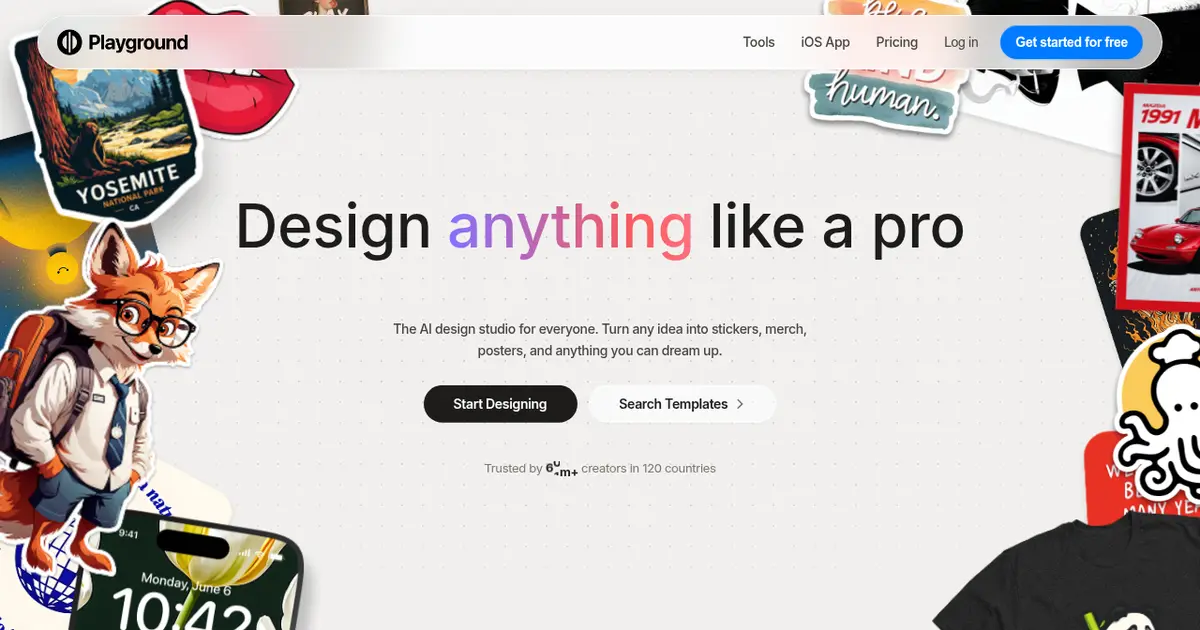 Playground
Tools
iOS App
Pricing
Log in
Get started for free
be a
human.
1991
YOSEMITE
NATIONAL PARK
CA
Design anything like a pro
The AI design studio for everyone. Turn any idea into stickers, merch,
posters, and anything you can dream up.
Start Designing
Search Templates
Trusted by
creators in 120 countries
9:41
Monday, June 6
10:42
MANY